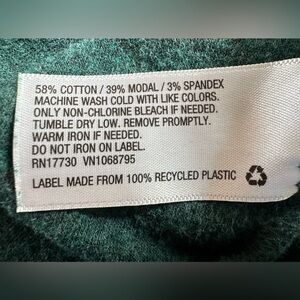 58% COTTON / 39% MODAL / 3% SPANDEX
MACHINE WASH COLD WITH LIKE COLORS.
ONLY NON-CHLORINE BLEACH IF NEEDED.
TUMBLE DRY LOW. REMOVE PROMPTLY.
WARM IRON IF NEEDED.
DO NOT IRON ON LABEL.
RN17730 VN1068795
LABEL MADE FROM 100% RECYCLED PLASTIC